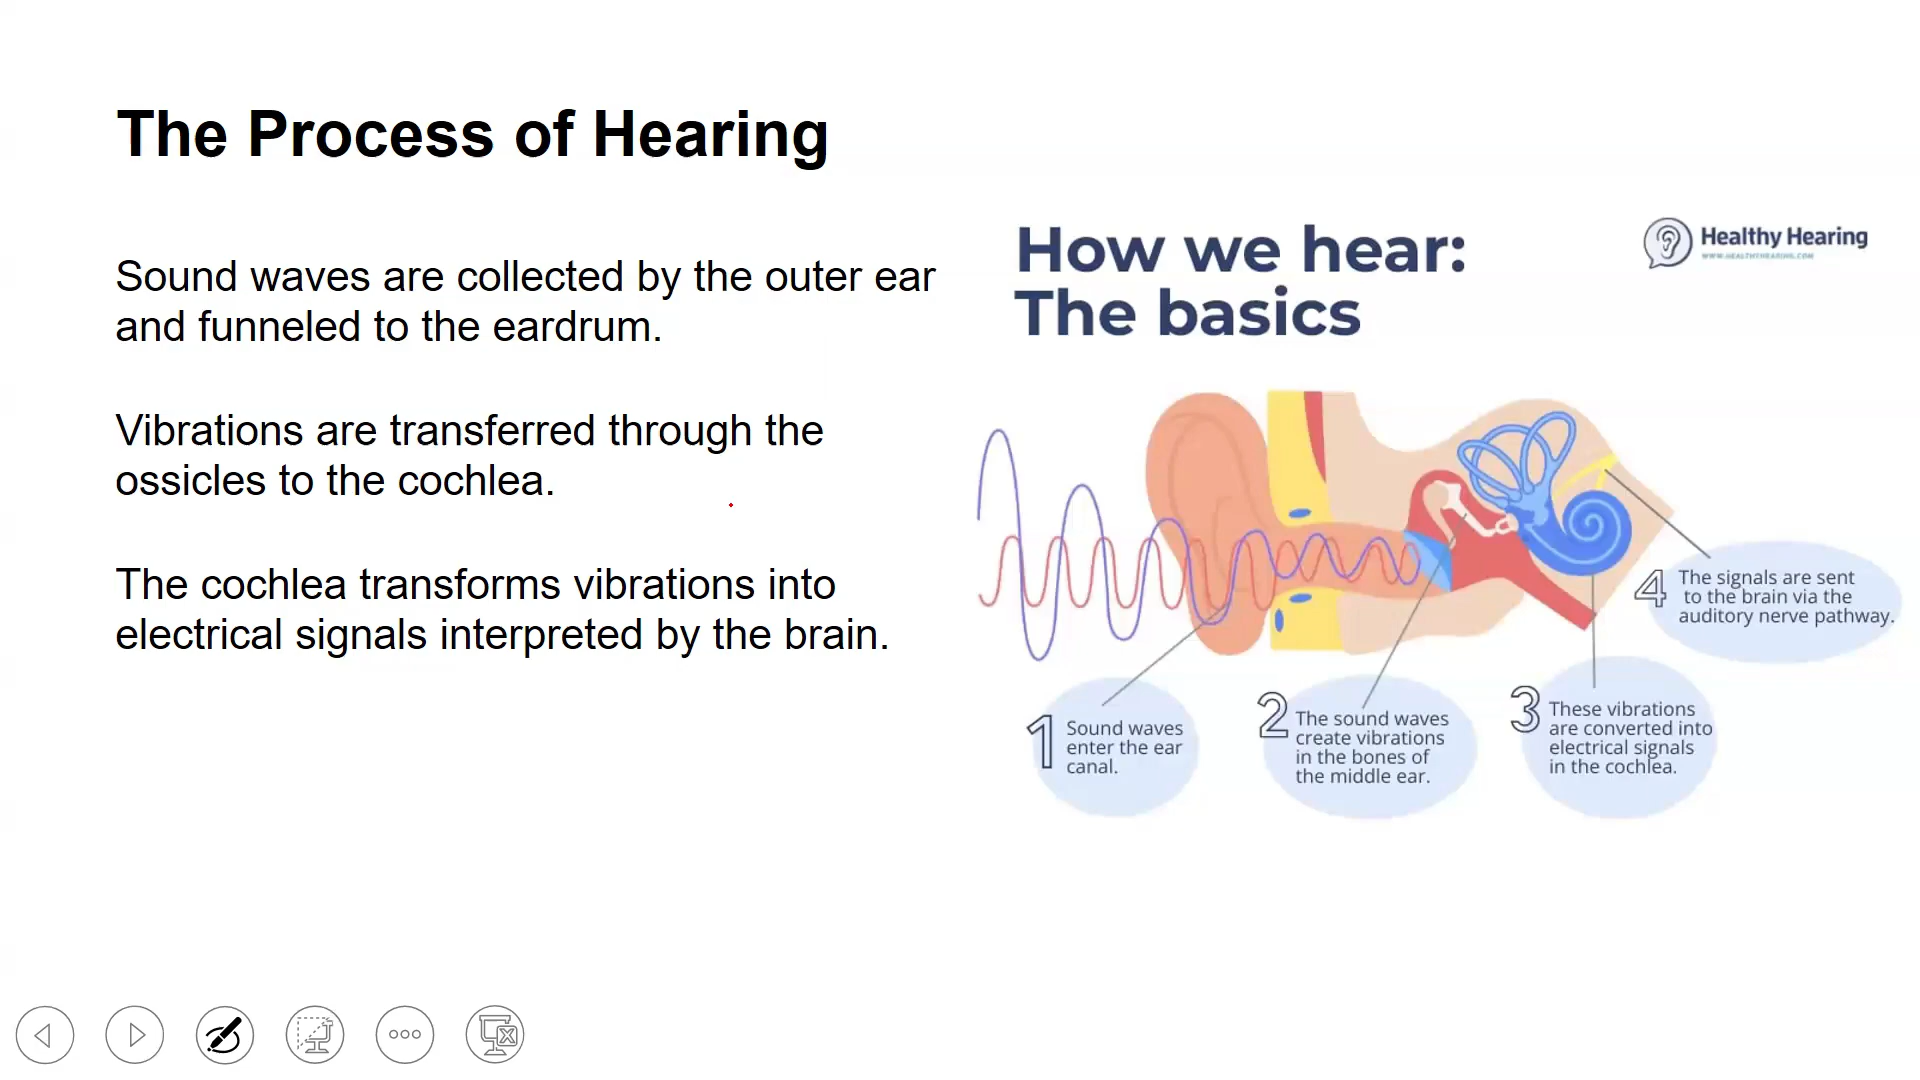 The Process of Hearing
Sound waves are collected by the outer ear
and funneled to the eardrum.
Vibrations are transferred through the
ossicles to the cochlea.
The cochlea transforms vibrations into
electrical signals interpreted by the brain.
How we hear:
The basics
Healthy Hearing
WWW.HEALTHYHEARING.COM
1 Sound waves
enter the ear
canal.
2 The sound waves
create vibrations
in the bones of
the middle ear.
3 These vibrations
are converted into
electrical signals
in the cochlea.
4 The signals are sent
to the brain via the
auditory nerve pathway.